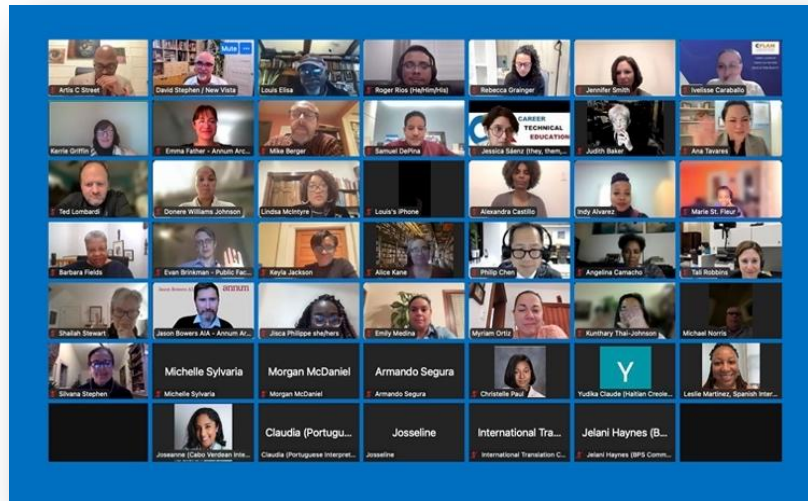 Mute ...
CPLAN
Artis C Street
David Stephen / New Vista
Louis Elisa
Roger Rios (He/Him/His)
Rebecca Grainger
Jennifer Smith
Ivelisse Caraballo
CAREER
TECHNICAL
EDUCATION
Kerrie Griffin
Emma Father - Annum Arc...
Mike Berger
Samuel DePina
Jessica Sáenz (they, them,...
Judith Baker
Ana Tavares
Ted Lombardi
Donere Williams Johnson
Lindsa McIntyre
Louis's iPhone
Alexandra Castillo
Indy Alvarez
Marie St. Fleur
Barbara Fields
Evan Brinkman - Public Fac...
Keyla Jackson
Alice Kane
Philip Chen
Angelina Camacho
Tali Robbins
Jason Bowers AIA
annum
Shailah Stewart
Jason Bowers AIA - Annum Ar...
Jisca Philippe she/hers
Emily Medina
Myriam Ortiz
Kunthary Thai-Johnson
Michael Norris
Michelle Sylvaria
Morgan McDaniel
Armando Segura
Y
Silvana Stephen
Michelle Sylvaria
Morgan McDaniel
Armando Segura
Christelle Paul
Yudika Claude (Haitian Creole...
Leslie Martinez, Spanish Inter...
Claudia (Portugu...
Josseline
International Tra...
Jelani Haynes (B...
Joseanne (Cabo Verdean Inte...
Claudia (Portuguese Interpret...
Josseline
International Translation C...
Jelani Haynes (BPS Comm...